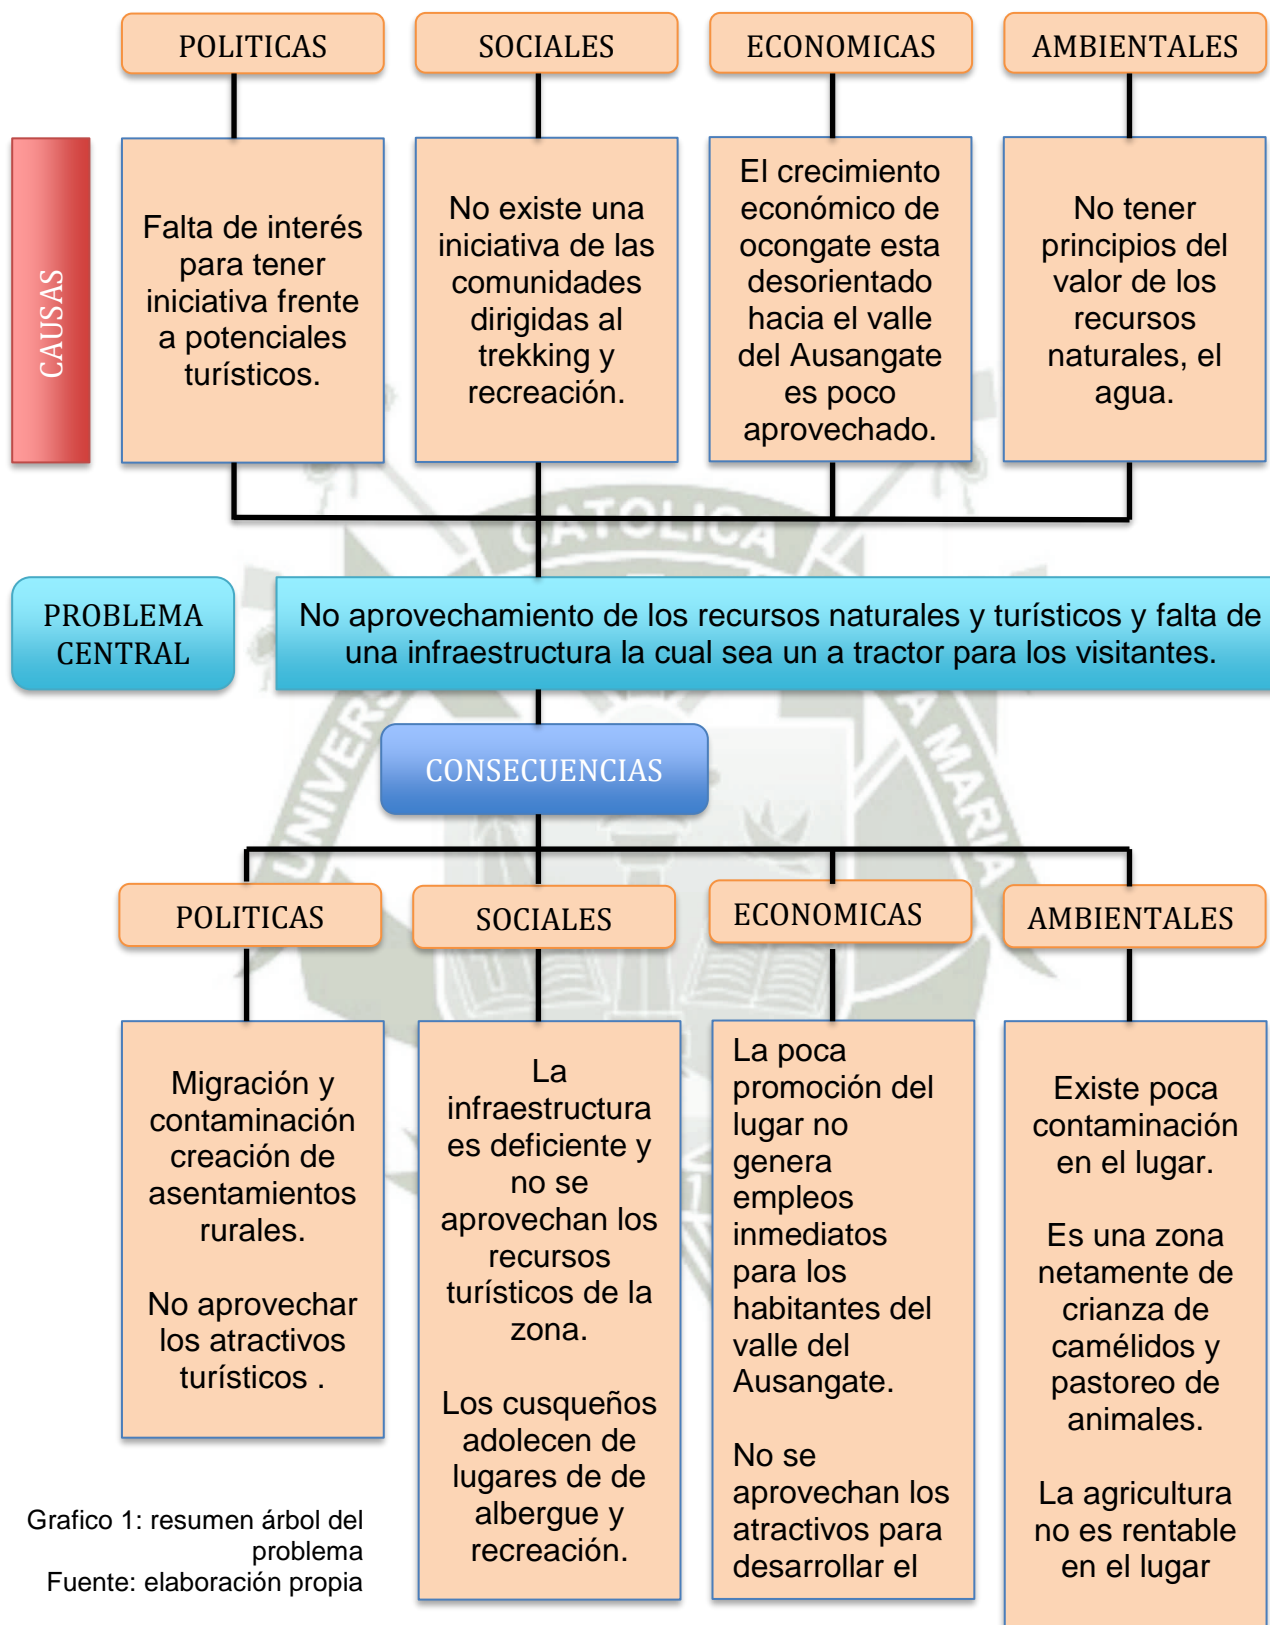 POLITICAS
SOCIALES
ECONOMICAS
AMBIENTALES
CAUSAS
Falta de interés
para tener
iniciativa frente
a potenciales
turísticos.
No existe una
iniciativa de las
comunidades
dirigidas al
trekking y
recreación.
El crecimiento
económico de
ocongate esta
desorientado
hacia el valle
del Ausangate
es poco
aprovechado.
No tener
principios del
valor de los
recursos
naturales, el
agua.
CATOLICA
PROBLEMA
CENTRAL
No aprovechamiento de los recursos naturales y turísticos y falta de
una infraestructura la cual sea un a tractor para los visitantes.
UNIVERS
A MARIA
CONSECUENCIAS
POLITICAS
SOCIALES
ECONOMICAS
AMBIENTALES
Migración y
contaminación
creación de
asentamientos
rurales.
No aprovechar
los atractivos
turísticos .
La
infraestructura
es deficiente y
no se
aprovechan los
recursos
turísticos de la
zona.
Los cusqueños
adolecen de
lugares de de
albergue y
recreación.
La poca
promoción del
lugar no
genera
empleos
inmediatos
para los
habitantes del
valle del
Ausangate.
No se
aprovechan los
atractivos para
desarrollar el
Existe poca
contaminación
en el lugar.
Es una zona
netamente de
crianza de
camélidos y
pastoreo de
animales.
La agricultura
no es rentable
en el lugar
Grafico 1: resumen árbol del
problema
Fuente: elaboración propia